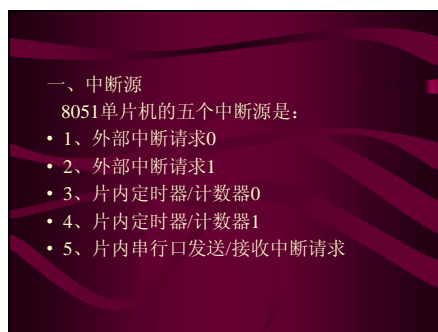 一、中断源
8051单片机的五个中断源是：
• 1、外部中断请求0
• 2、外部中断请求1
• 3、片内定时器/计数器0
• 4、片内定时器/计数器1
• 5、片内串行口发送/接收中断请求